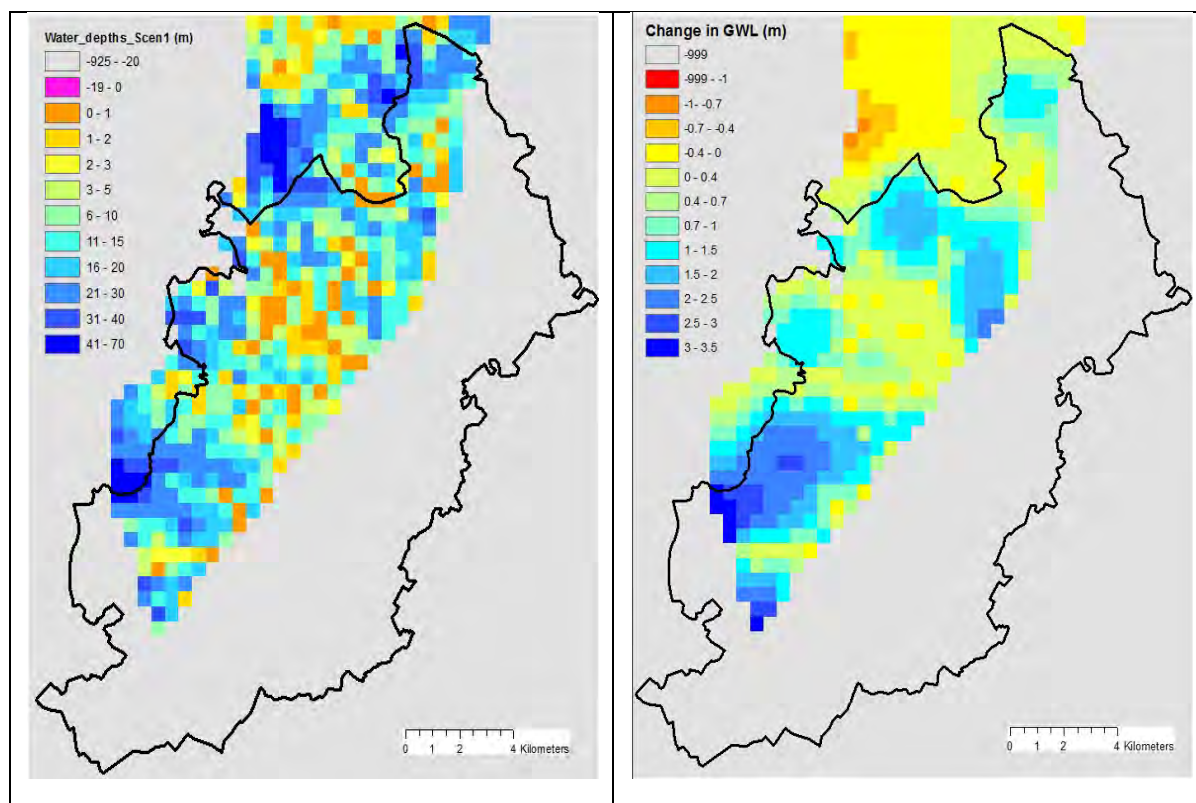 Water_depths_Scen1 (m)
-925 - -20
-19 - 0
0 - 1
1 - 2
2 - 3
3 - 5
6 - 10
11 - 15
16 - 20
21 - 30
31 - 40
41 - 70
0 1 2 4 Kilometers
Change in GWL (m)
-999
-999 - -1
-1 - -0.7
-0.7 - -0.4
-0.4 - 0
0 - 0.4
0.4 - 0.7
0.7 - 1
1 - 1.5
1.5 - 2
2 - 2.5
2.5 - 3
3 - 3.5
0 1 2 4 Kilometers